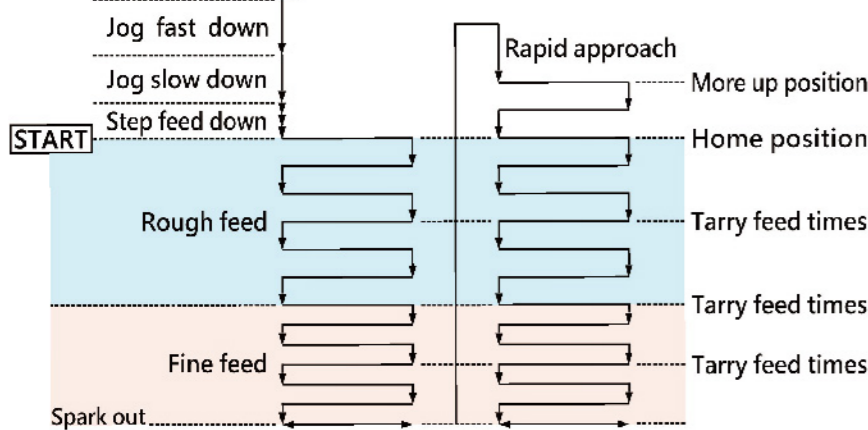 Jog fast down
Jog slow down
Step feed down
START
Rough feed
Fine feed
Spark out
Rapid approach
More up position
Home position
Tarry feed times
Tarry feed times
Tarry feed times